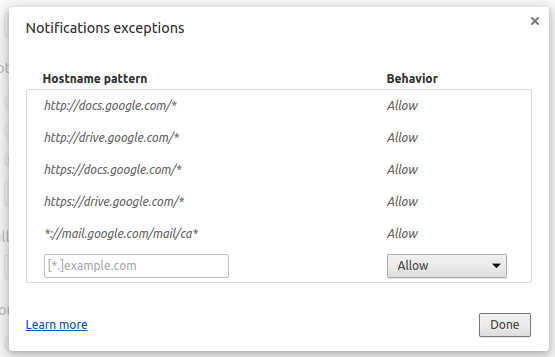 Notifications exceptions
Hostname pattern Behavior
http://docs.google.com/* Allow
http://drive.google.com/* Allow
https://docs.google.com/* Allow
https://drive.google.com/* Allow
*://mail.google.com/mail/ca* Allow
[*.]example.com Allow
Learn more Done